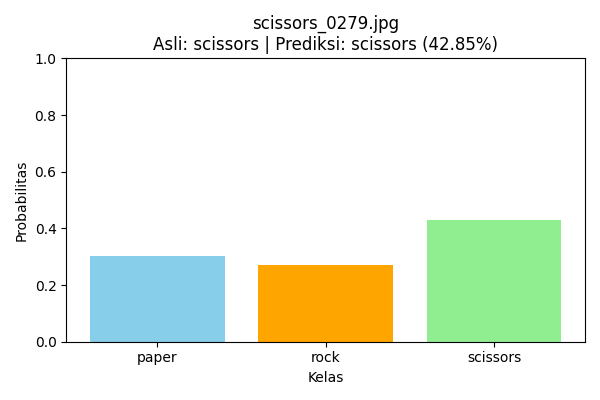 scissors_0279.jpg
Asli: scissors | Prediksi: scissors (42.85%)
1.0
0.8
0.6
0.4
0.2
0.0
Probabilitas
paper rock scissors
Kelas